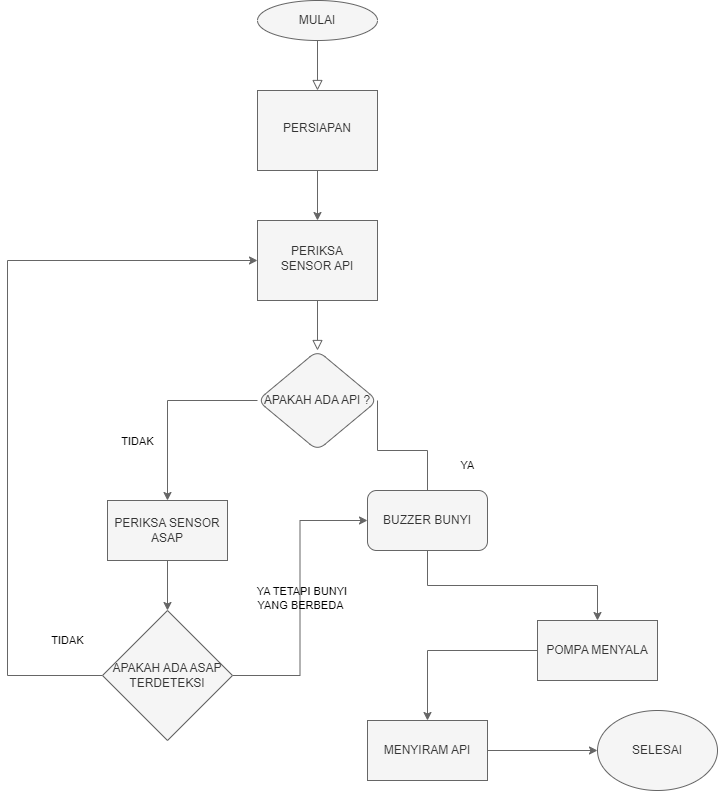 MULAI
PERSIAPAN
PERIKSA
SENSOR API
APAKAH ADA API ?
TIDAK
YA
PERIKSA SENSOR
ASAP
BUZZER BUNYI
YA TETAPI BUNYI
YANG BERBEDA
TIDAK
APAKAH ADA ASAP
TERDETEKSI
POMPA MENYALA
MENYIRAM API
SELESAI